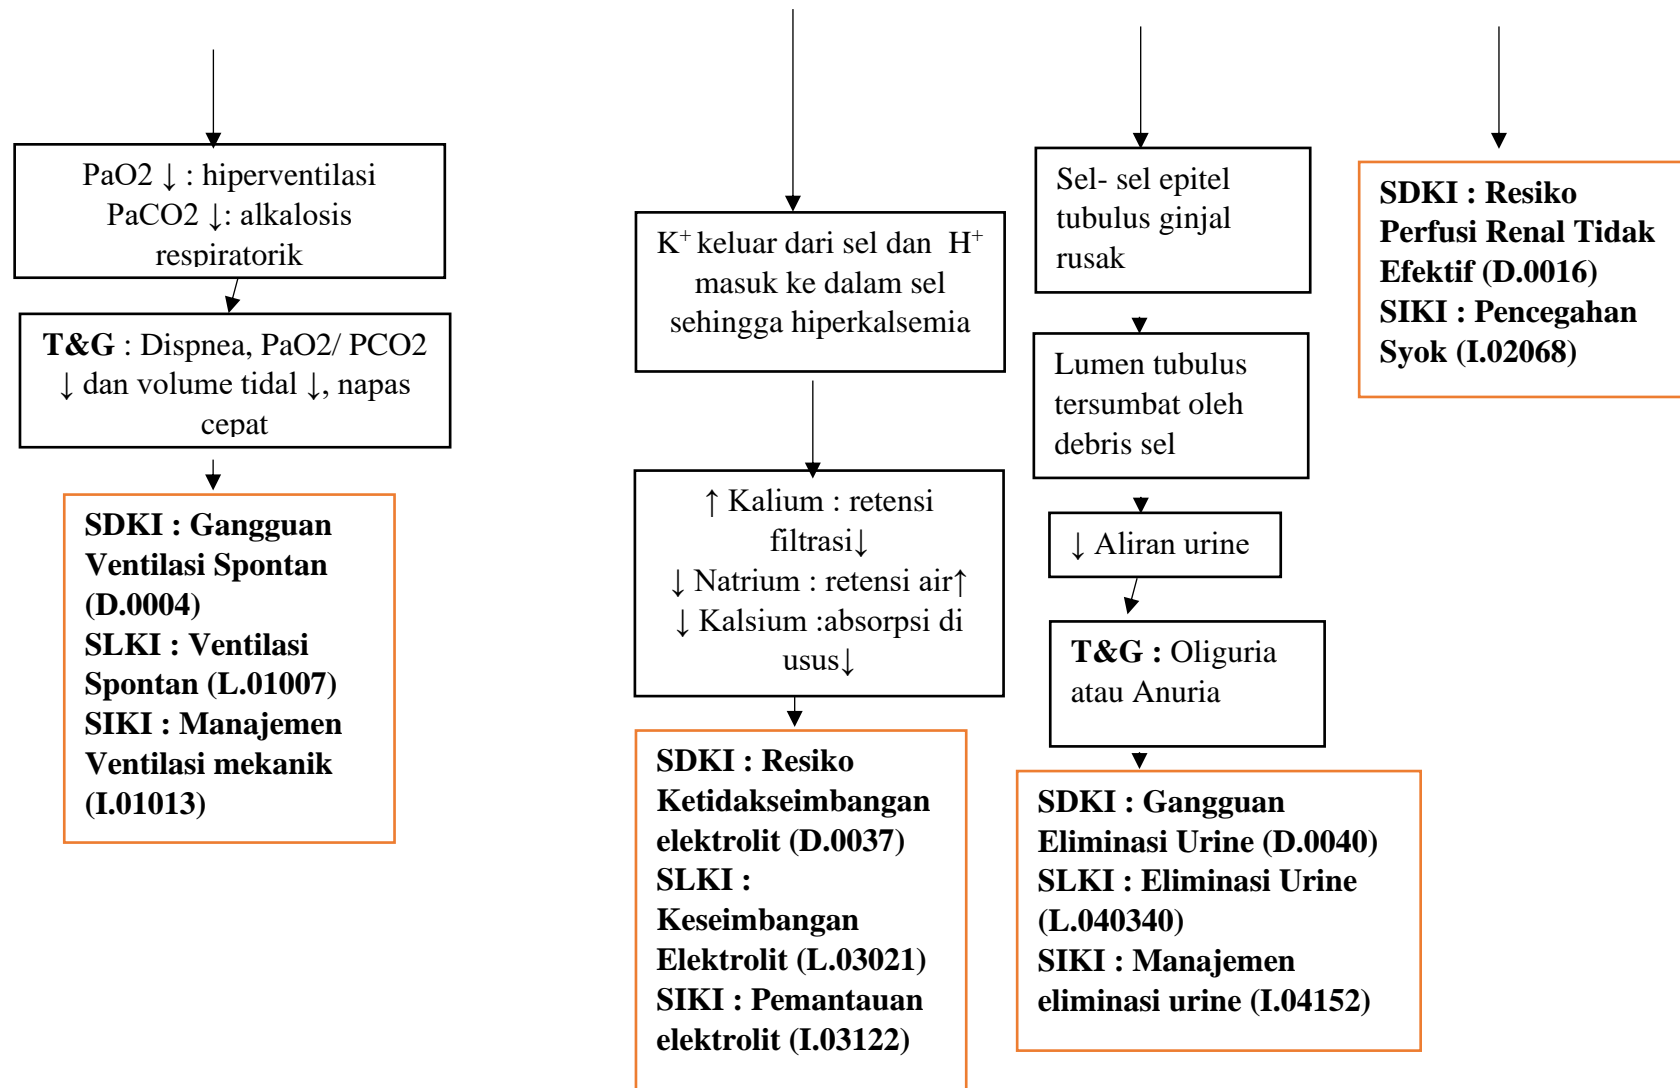 PaO2 ↓ : hiperventilasi
PaCO2 ↓: alkalosis
respiratorik
T&G : Dispnea, PaO2/ PCO2
↓ dan volume tidal ↓, napas
cepat
SDKI : Gangguan
Ventilasi Spontan
(D.0004)
SLKI : Ventilasi
Spontan (L.01007)
SIKI : Manajemen
Ventilasi mekanik
(I.01013)
K⁺ keluar dari sel dan H⁺
masuk ke dalam sel
sehingga hiperkalsemia
↑ Kalium : retensi
filtrasi↓
↓ Natrium : retensi air↑
↓ Kalsium :absorpsi di
usus↓
SDKI : Resiko
Ketidakseimbangan
elektrolit (D.0037)
SLKI :
Keseimbangan
Elektrolit (L.03021)
SIKI : Pemantauan
elektrolit (I.03122)
Sel- sel epitel
tubulus ginjal
rusak
Lumen tubulus
tersumbat oleh
debris sel
↓ Aliran urine
T&G : Oliguria
atau Anuria
SDKI : Gangguan
Eliminasi Urine (D.0040)
SLKI : Eliminasi Urine
(L.040340)
SIKI : Manajemen
eliminasi urine (I.04152)
SDKI : Resiko
Perfusi Renal Tidak
Efektif (D.0016)
SIKI : Pencegahan
Syok (I.02068)